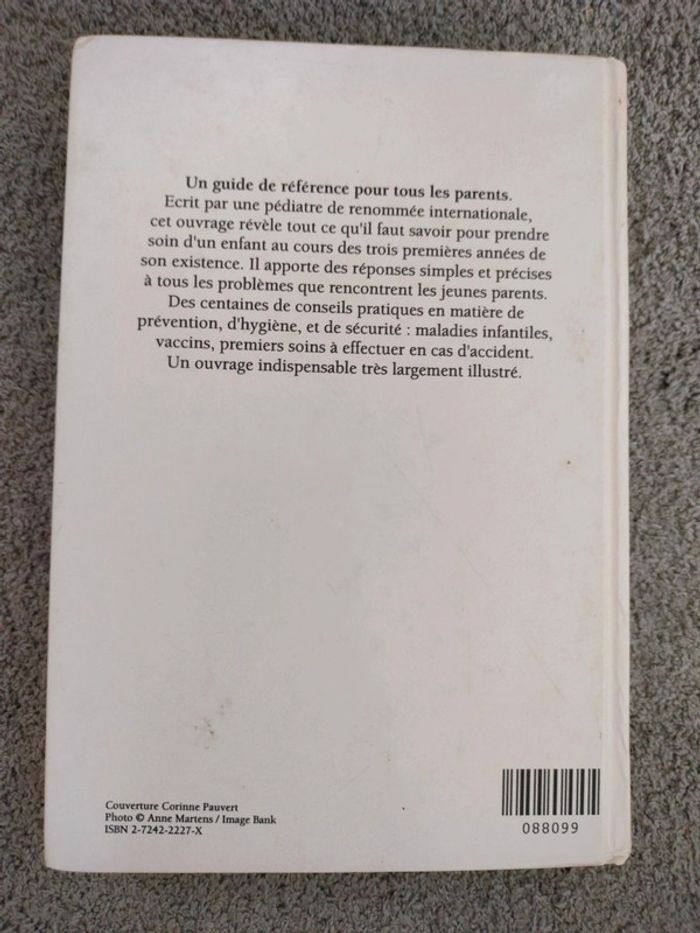 Un guide de référence pour tous les parents.
Ecrit par une pédiatre de renommée internationale,
cet ouvrage révèle tout ce qu'il faut savoir pour prendre
soin d'un enfant au cours des trois premières années de
son existence. Il apporte des réponses simples et précises
à tous les problèmes que rencontrent les jeunes parents.
Des centaines de conseils pratiques en matière de
prévention, d'hygiène, et de sécurité : maladies infantiles,
vaccins, premiers soins à effectuer en cas d'accident.
Un ouvrage indispensable très largement illustré.
Couverture Corinne Pauvert
Photo © Anne Martens / Image Bank
ISBN 2-7242-2227-X
088099